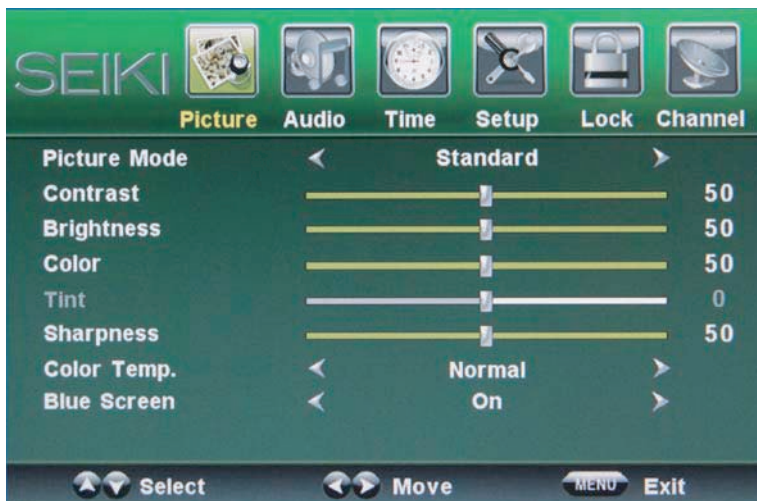 SEIKI
Picture Audio Time Setup Lock Channel
Picture Mode Standard
Contrast 50
Brightness 50
Color 50
Tint 0
Sharpness 50
Color Temp. Normal
Blue Screen On
Select Move MENU Exit